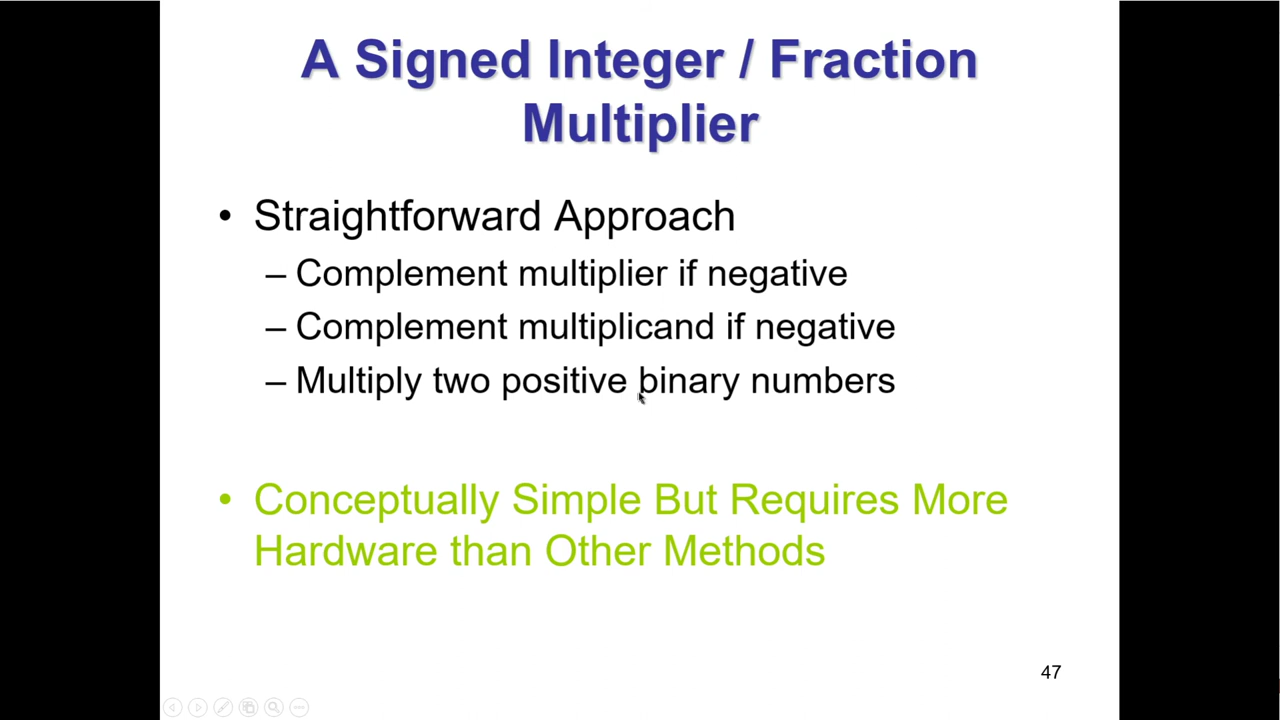 A Signed Integer / Fraction
Multiplier
• Straightforward Approach
– Complement multiplier if negative
– Complement multiplicand if negative
– Multiply two positive binary numbers
• Conceptually Simple But Requires More
Hardware than Other Methods
47